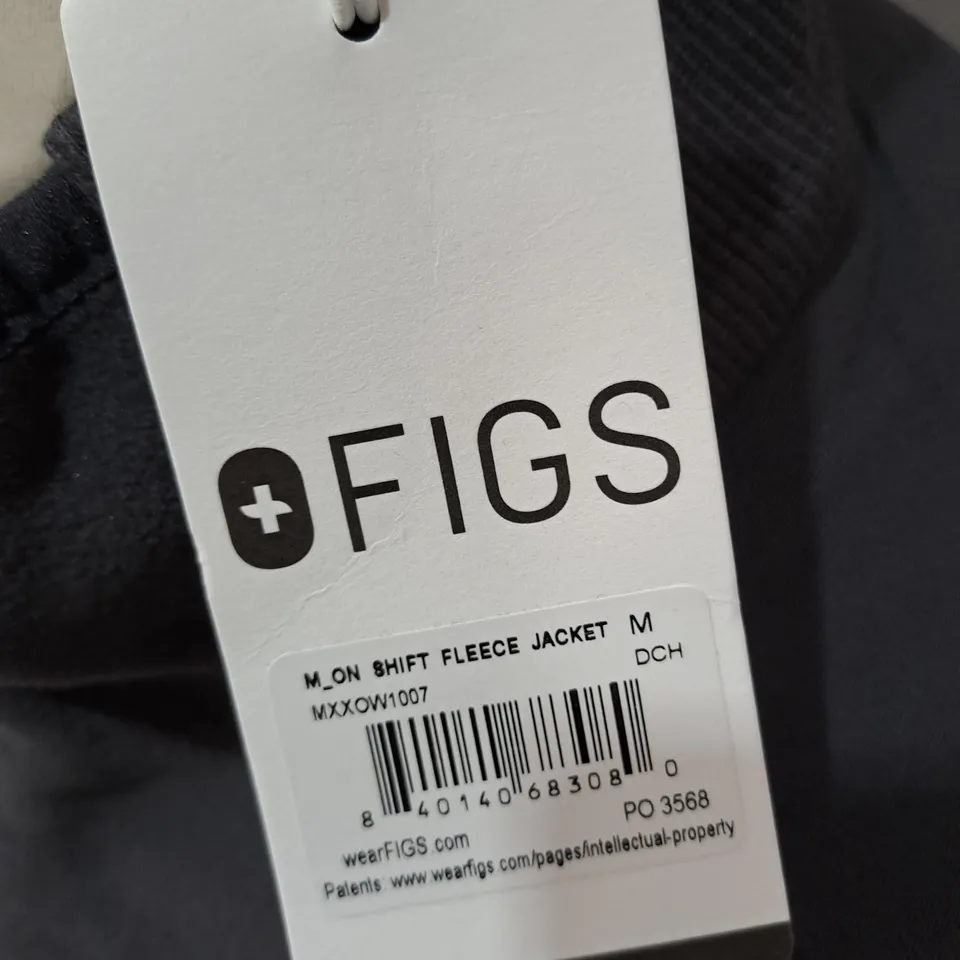 FIGS
M_ON SHIFT FLEECE JACKET M
MXXOW1007 DCH
8 40140 68308 0
PO 3568
wearFIGS.com
Patents: www.wearfigs.com/pages/intellectual-property